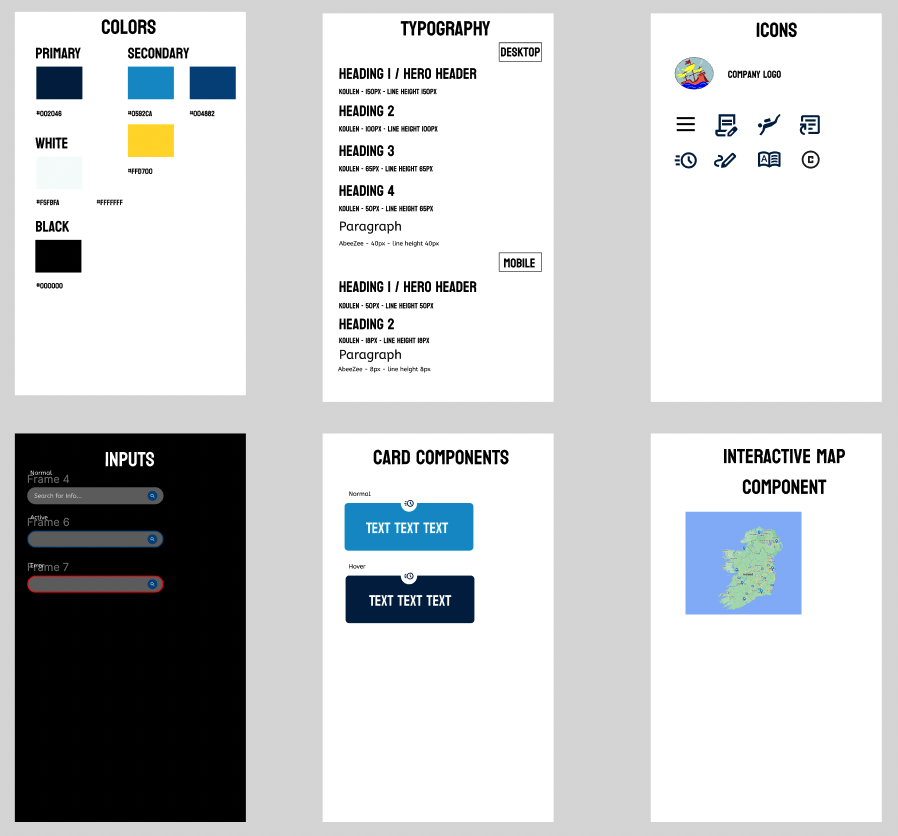 COLORS
PRIMARY
SECONDARY
#002046
#0592CA
#004882
WHITE
#FFD700
#F5FBFA
#FFFFFFF
BLACK
#000000
TYPOGRAPHY
DESKTOP
HEADING 1 / HERO HEADER
KOULEN - 150PX - LINE HEIGHT 150PX
HEADING 2
KOULEN - 100PX - LINE HEIGHT 100PX
HEADING 3
KOULEN - 65PX - LINE HEIGHT 65PX
HEADING 4
KOULEN - 50PX - LINE HEIGHT 65PX
Paragraph
AbeeZee - 40px - line height 40px
MOBILE
HEADING 1 / HERO HEADER
KOULEN - 50PX - LINE HEIGHT 50PX
HEADING 2
KOULEN - 18PX - LINE HEIGHT 18PX
Paragraph
AbeeZee - 8px - line height 8px
ICONS
COMPANY LOGO
A
C
INPUTS
Normal
Frame 4
Search for info...
Active
Frame 6
Error
Frame 7
CARD COMPONENTS
Normal
TEXT TEXT TEXT
Hover
TEXT TEXT TEXT
INTERACTIVE MAP
COMPONENT